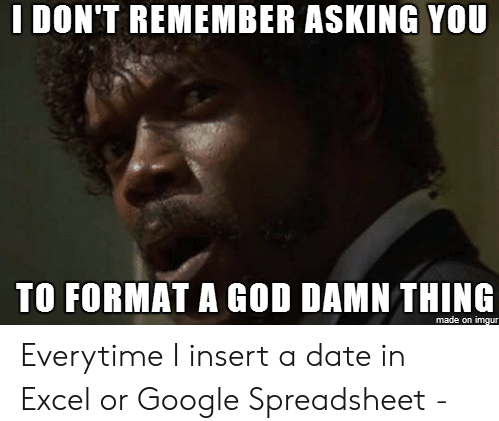 I DON'T REMEMBER ASKING YOU
TO FORMAT A GOD DAMN THING
made on imgur
Everytime I insert a date in
Excel or Google Spreadsheet -